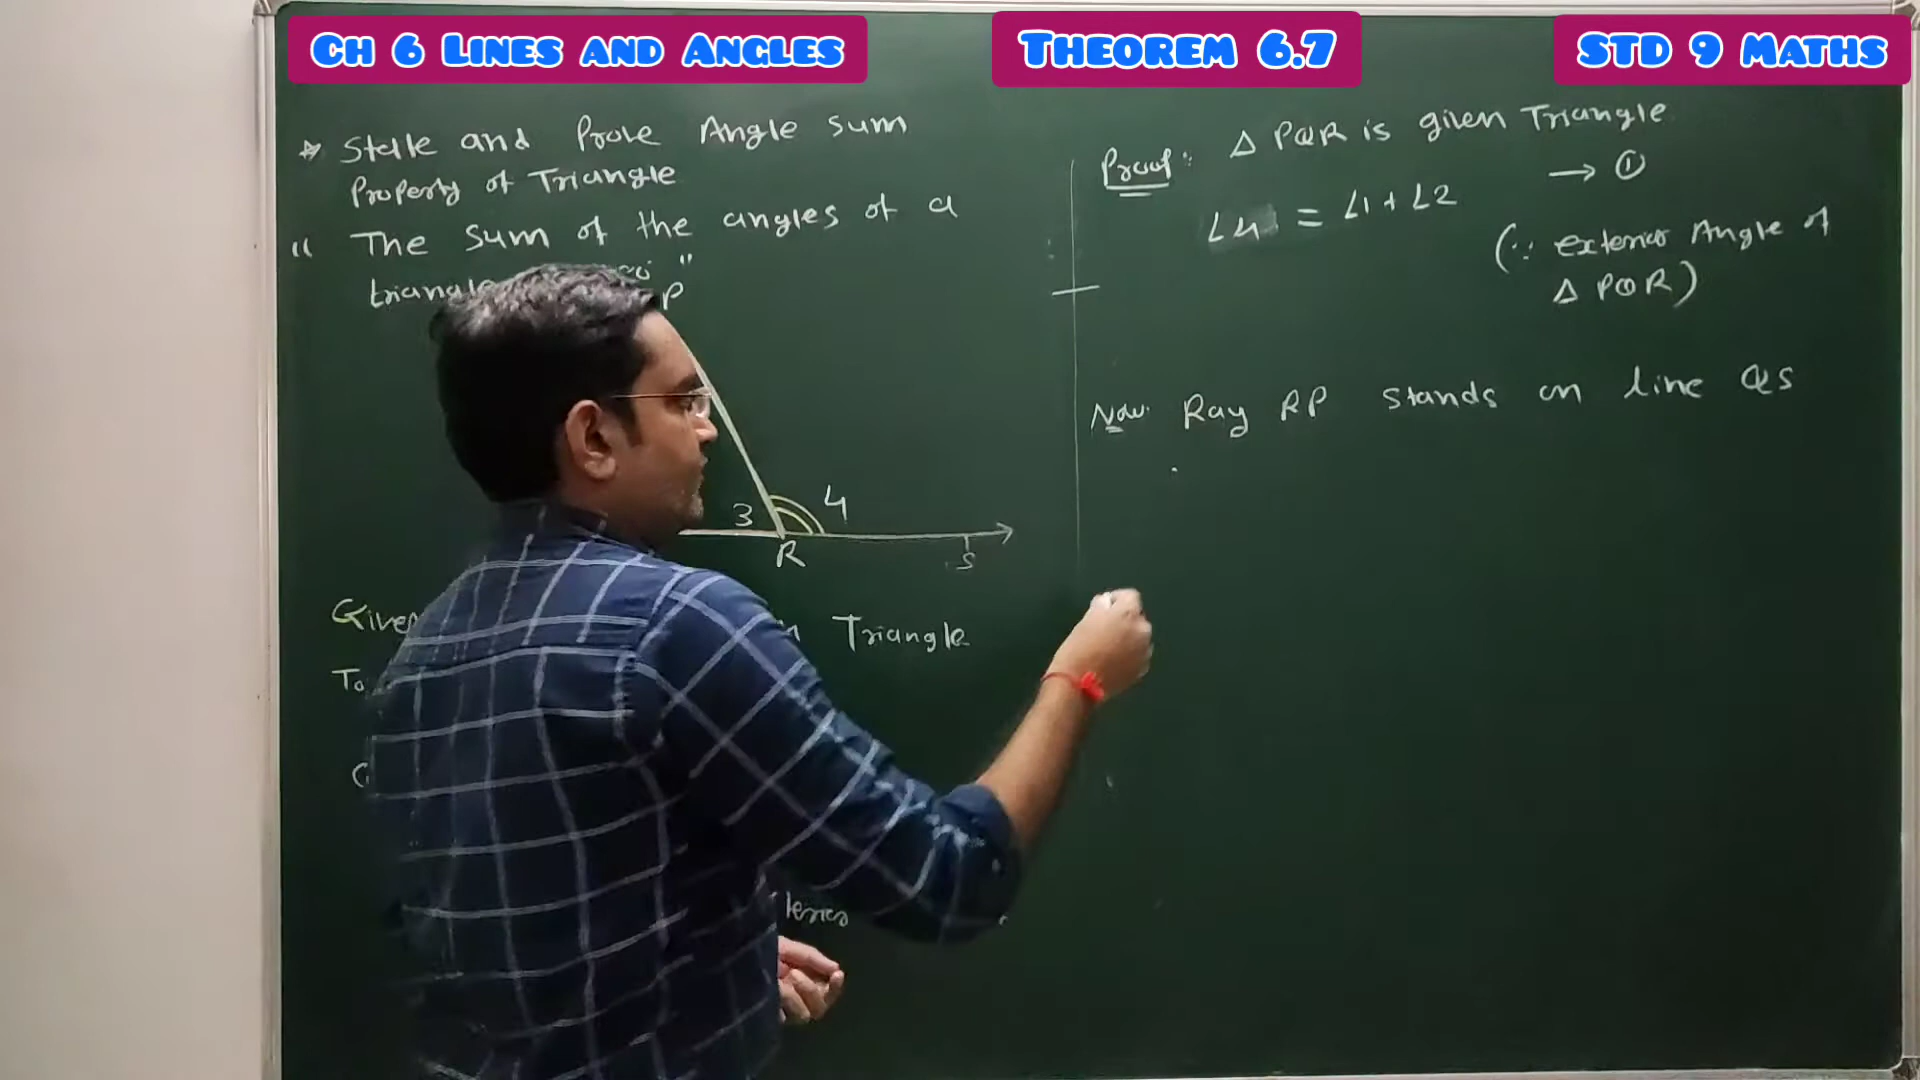 Ch 6 Lines and Angles
Theorem 6.7
STD 9 Maths
State and Prove Angle sum
Property of Triangle
" The sum of the angles of a
triangle "
P
3
4
R
S
Given Triangle
To
Proof: Δ PQR is given Triangle
→ ①
∠4 = ∠1 + ∠2
(∵ exterior Angle of
Δ PQR)
Now Ray RP stands on line QS